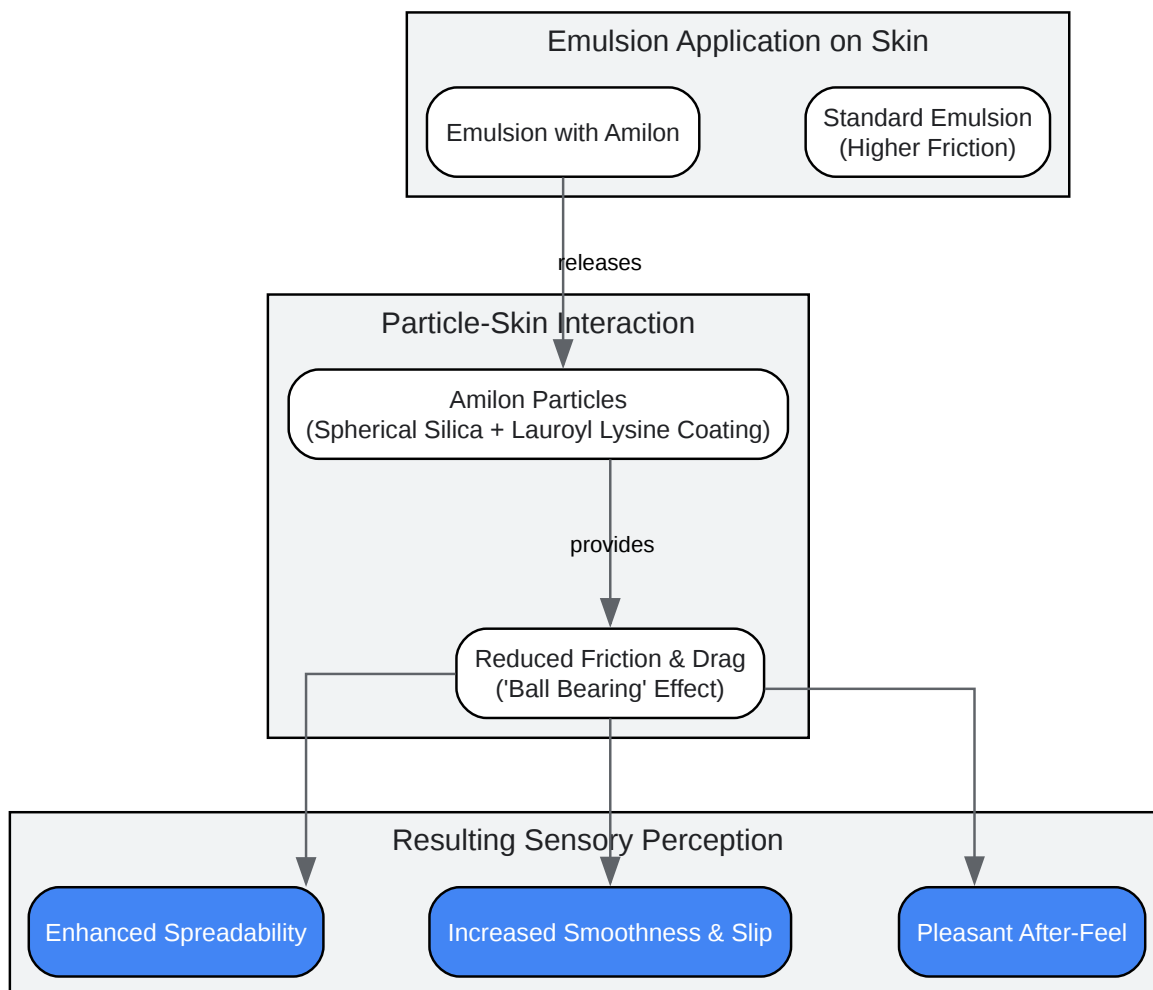 Emulsion Application on Skin
Emulsion with Amilon
Standard Emulsion
(Higher Friction)
releases
Particle-Skin Interaction
Amilon Particles
(Spherical Silica + Lauroyl Lysine Coating)
provides
Reduced Friction & Drag
('Ball Bearing' Effect)
Resulting Sensory Perception
Enhanced Spreadability
Increased Smoothness & Slip
Pleasant After-Feel